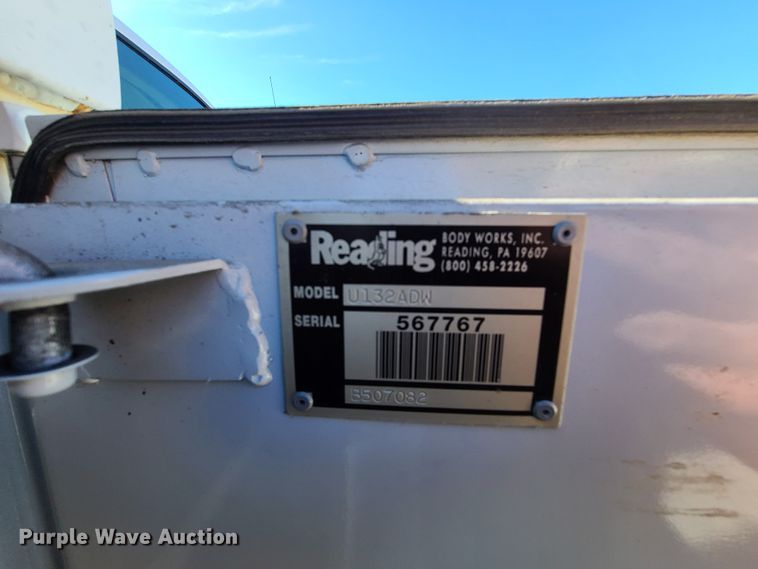 Reading
BODY WORKS, INC.
READING, PA 19607
(800) 458-2226
MODEL U132ADW
SERIAL 567767
B507082
Purple Wave Auction